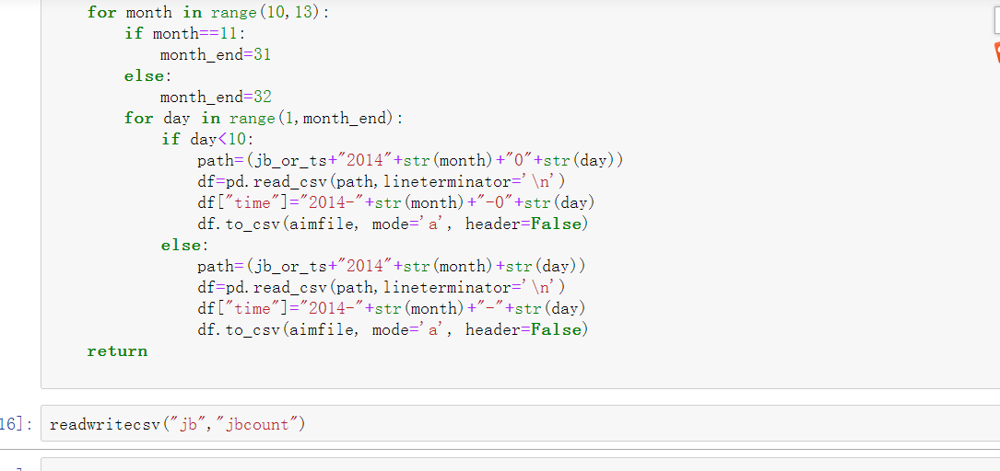 for month in range(10,13):
    if month==11:
        month_end=31
    else:
        month_end=32
    for day in range(1,month_end):
        if day<10:
            path=(jb_or_ts+"2014"+str(month)+"0"+str(day))
            df=pd.read_csv(path,lineterminator='\n')
            df["time"]="2014-"+str(month)+"-0"+str(day)
            df.to_csv(aimfile, mode='a', header=False)
        else:
            path=(jb_or_ts+"2014"+str(month)+str(day))
            df=pd.read_csv(path,lineterminator='\n')
            df["time"]="2014-"+str(month)+"-"+str(day)
            df.to_csv(aimfile, mode='a', header=False)
return
16]: readwritecsv("jb","jbcount")